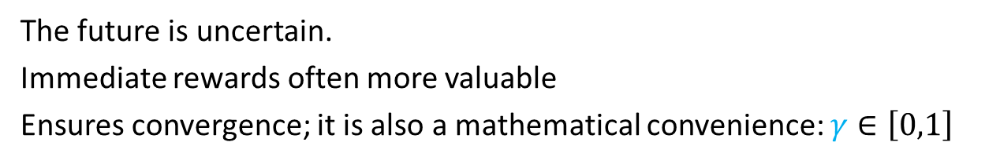 The future is uncertain.
Immediate rewards often more valuable
Ensures convergence; it is also a mathematical convenience: γ ∈ [0,1]